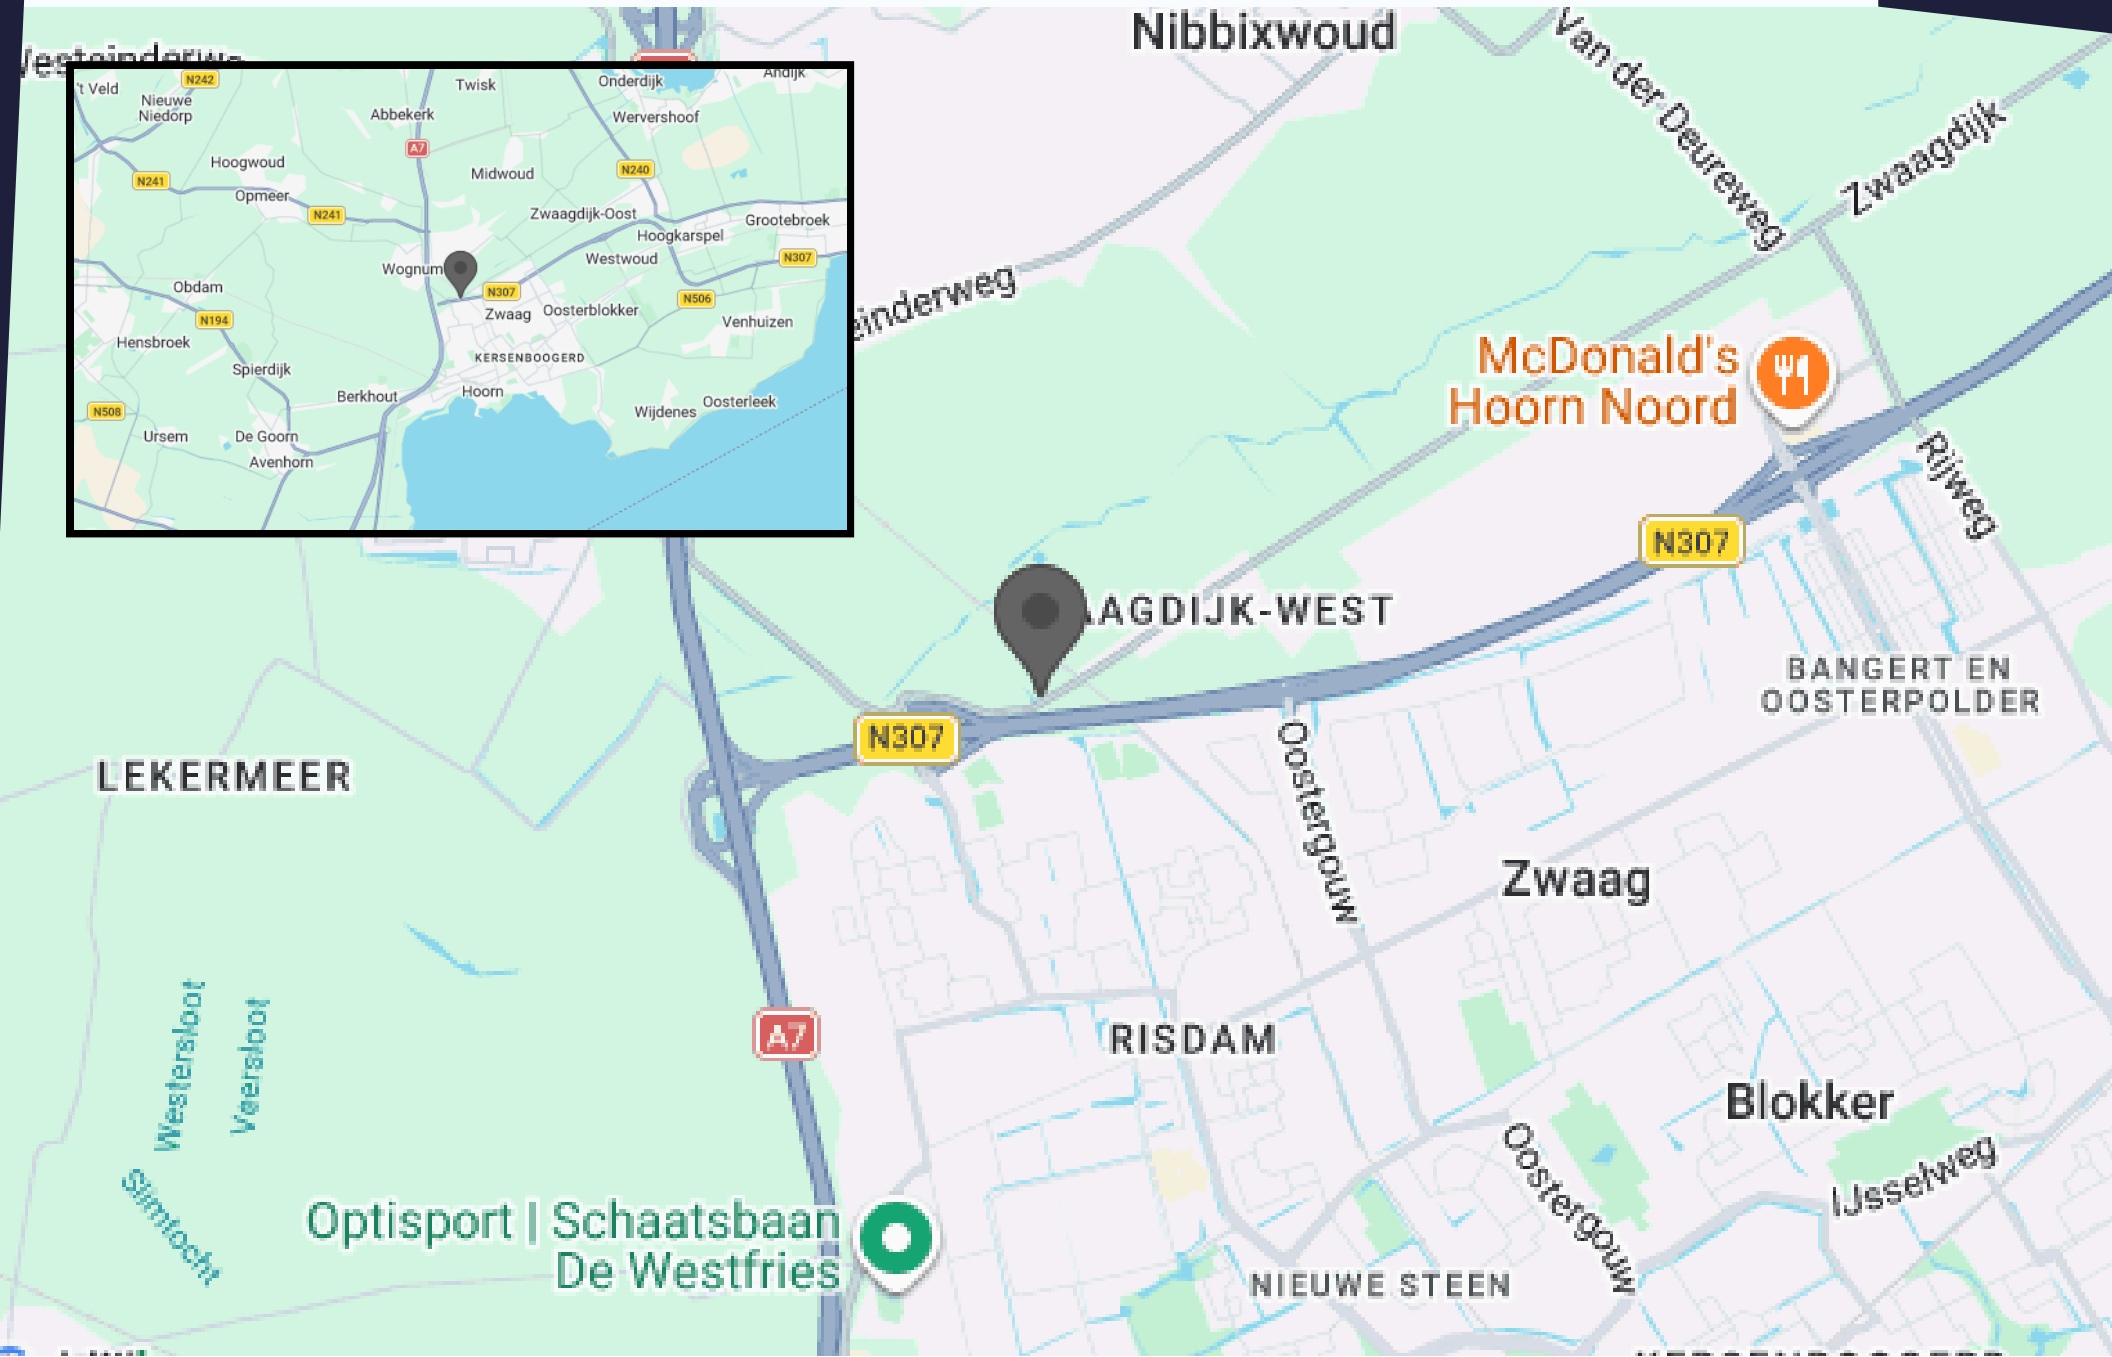 Nibbixwoud
Van der Deureweg
Zwaagdijk
N242
't Veld
Nieuwe
Niedorp
Twisk
Onderdijk
Andijk
Abbekerk
Wervershoof
A7
Hoogwoud
N241
Midwoud
N240
Opmeer
N241
Zwaagdijk-Oost
Grootebroek
Hoogkarspel
Wognum
Westwoud
N307
Obdam
N307
N506
N194
Zwaag
Oosterblokker
Venhuizen
Hensbroek
KERSENBOOGERD
Spierdijk
Berkhout
Hoorn
N508
Wijdenes
Oosterleek
Ursem
De Goorn
Avenhorn
einderweg
McDonald's
Hoorn Noord
Rijweg
N307
AAGDIJK-WEST
BANGERT EN
OOSTERPOLDER
N307
LEKERMEER
Oostergouw
Zwaag
Westersloot
Veersloot
A7
RISDAM
Blokker
Slimtocht
Oostergouw
IJsselweg
Optisport | Schaatsbaan
De Westfries
NIEUWE STEEN